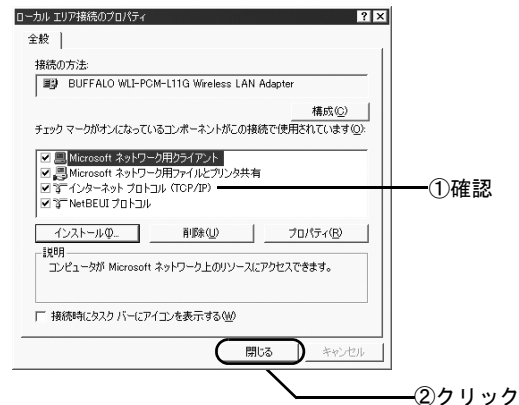 ローカル エリア接続のプロパティ
全般
接続の方法:
BUFFALO WLI-PCM-L11G Wireless LAN Adapter
構成(C)
チェック マークがオンになっているコンポーネントがこの接続で使用されています(O):
Microsoft ネットワーク用クライアント
Microsoft ネットワーク用ファイルとプリンタ共有
インターネット プロトコル (TCP/IP)
NetBEUI プロトコル
①確認
インストール(I)...
削除(U)
プロパティ(R)
説明
コンピュータが Microsoft ネットワーク上のリソースにアクセスできます。
接続時にタスク バーにアイコンを表示する(W)
閉じる
キャンセル
②クリック